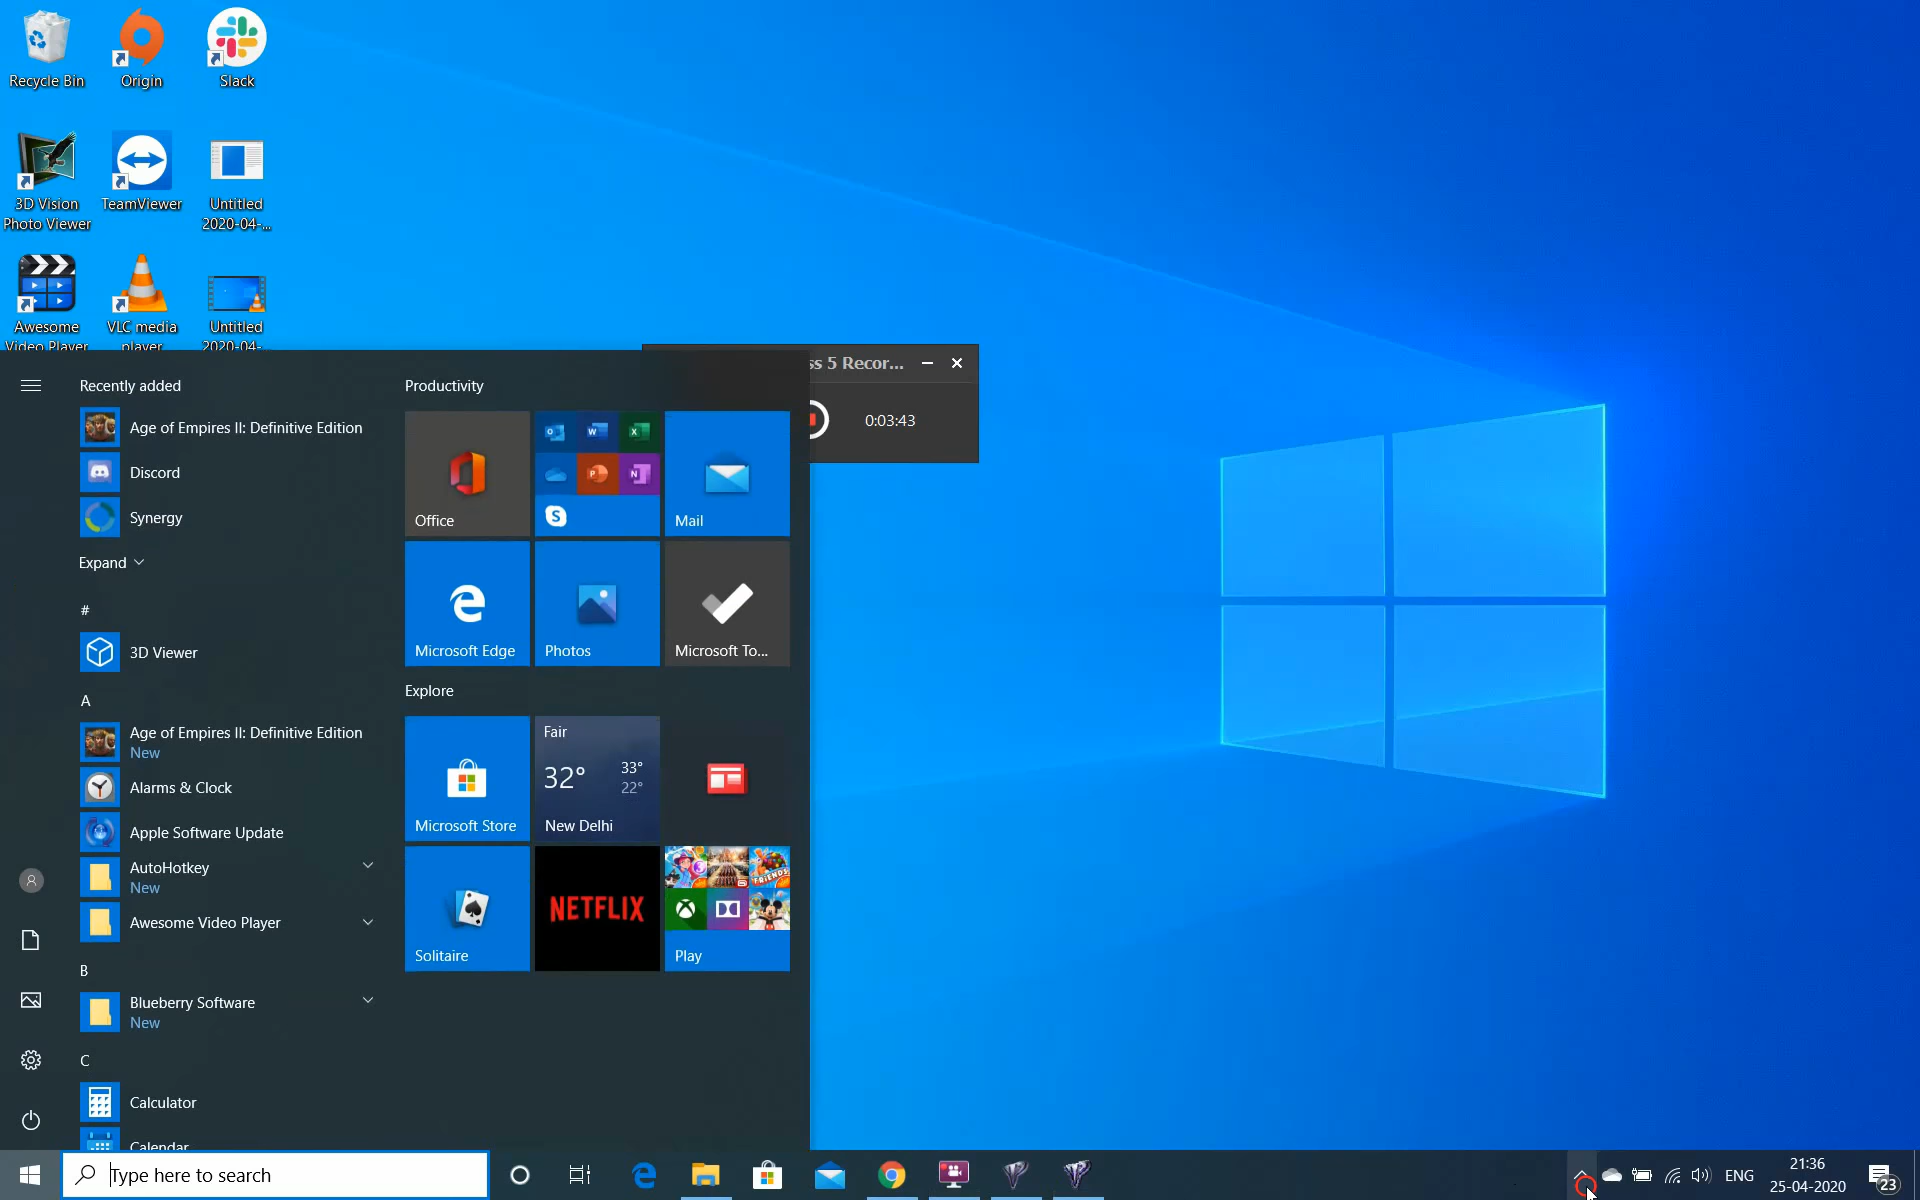 Recycle Bin
Origin
Slack
3D Vision
Photo Viewer
TeamViewer
Untitled
2020-04-...
Awesome
Video Player
VLC media
player
Untitled
2020-04-
ss 5 Recor...
0:03:43
Recently added
Age of Empires II: Definitive Edition
Discord
Synergy
Expand
#
3D Viewer
A
Age of Empires II: Definitive Edition
New
Alarms & Clock
Apple Software Update
AutoHotkey
New
Awesome Video Player
B
Blueberry Software
New
C
Calculator
Calendar
Productivity
Office
Mail
Microsoft Edge
Photos
Microsoft To...
Explore
Microsoft Store
Fair
32°
33°
22°
New Delhi
Solitaire
NETFLIX
FRIENDS
Play
Type here to search
ENG
21:36
25-04-2020
23